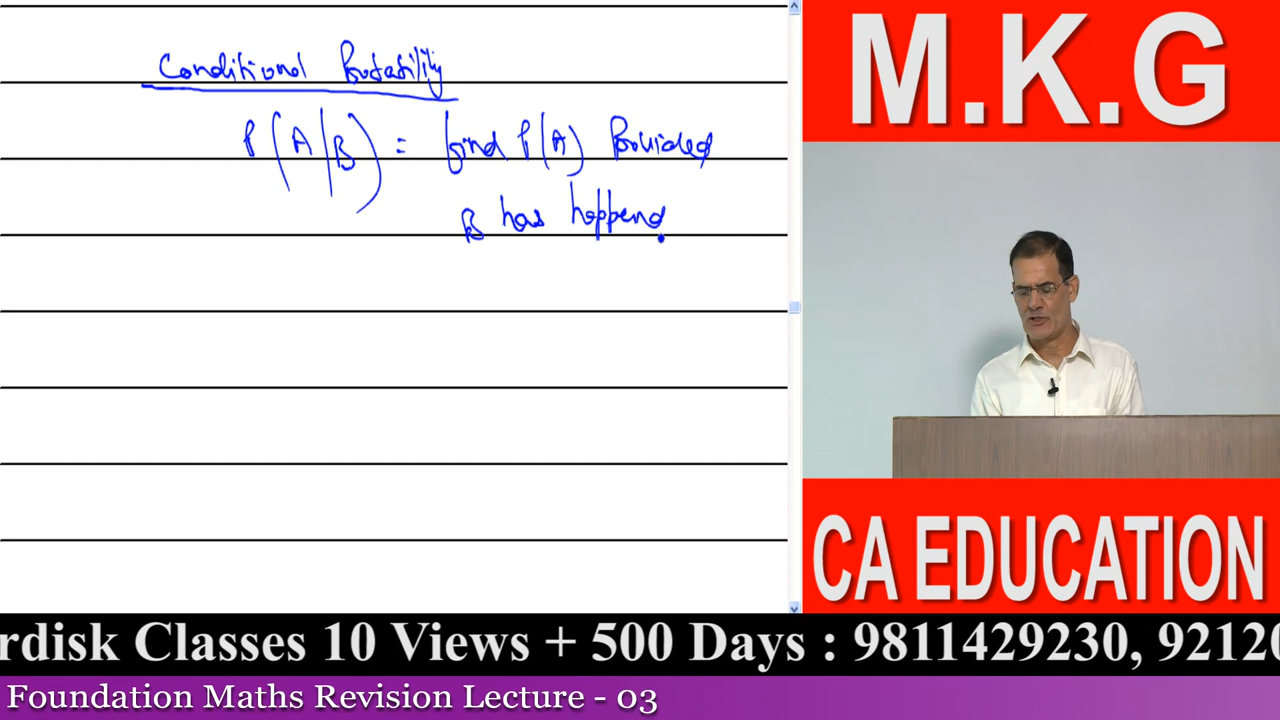 Conditional Probability
P(A/B) = find P(A) Provided
B has happend
M.K.G
CA EDUCATION
rdisk Classes 10 Views + 500 Days : 9811429230, 9212
Foundation Maths Revision Lecture - 03